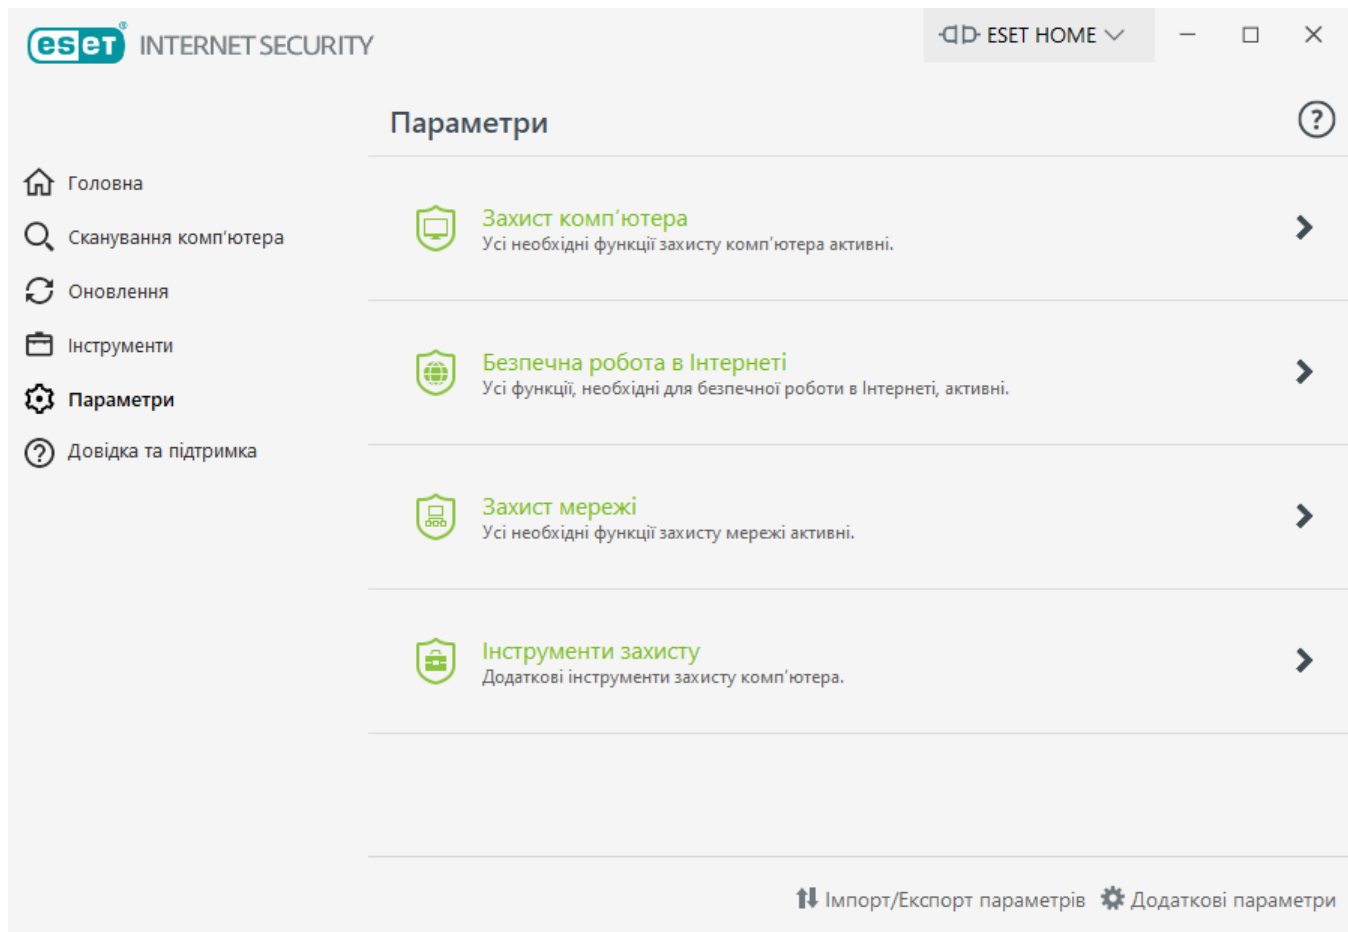 eset® INTERNET SECURITY
ESET HOME
Параметри
Головна
Сканування комп'ютера
Оновлення
Інструменти
Параметри
Довідка та підтримка
Захист комп'ютера
Усі необхідні функції захисту комп'ютера активні.
Безпечна робота в Інтернеті
Усі функції, необхідні для безпечної роботи в Інтернеті, активні.
Захист мережі
Усі необхідні функції захисту мережі активні.
Інструменти захисту
Додаткові інструменти захисту комп'ютера.
Імпорт/Експорт параметрів
Додаткові параметри